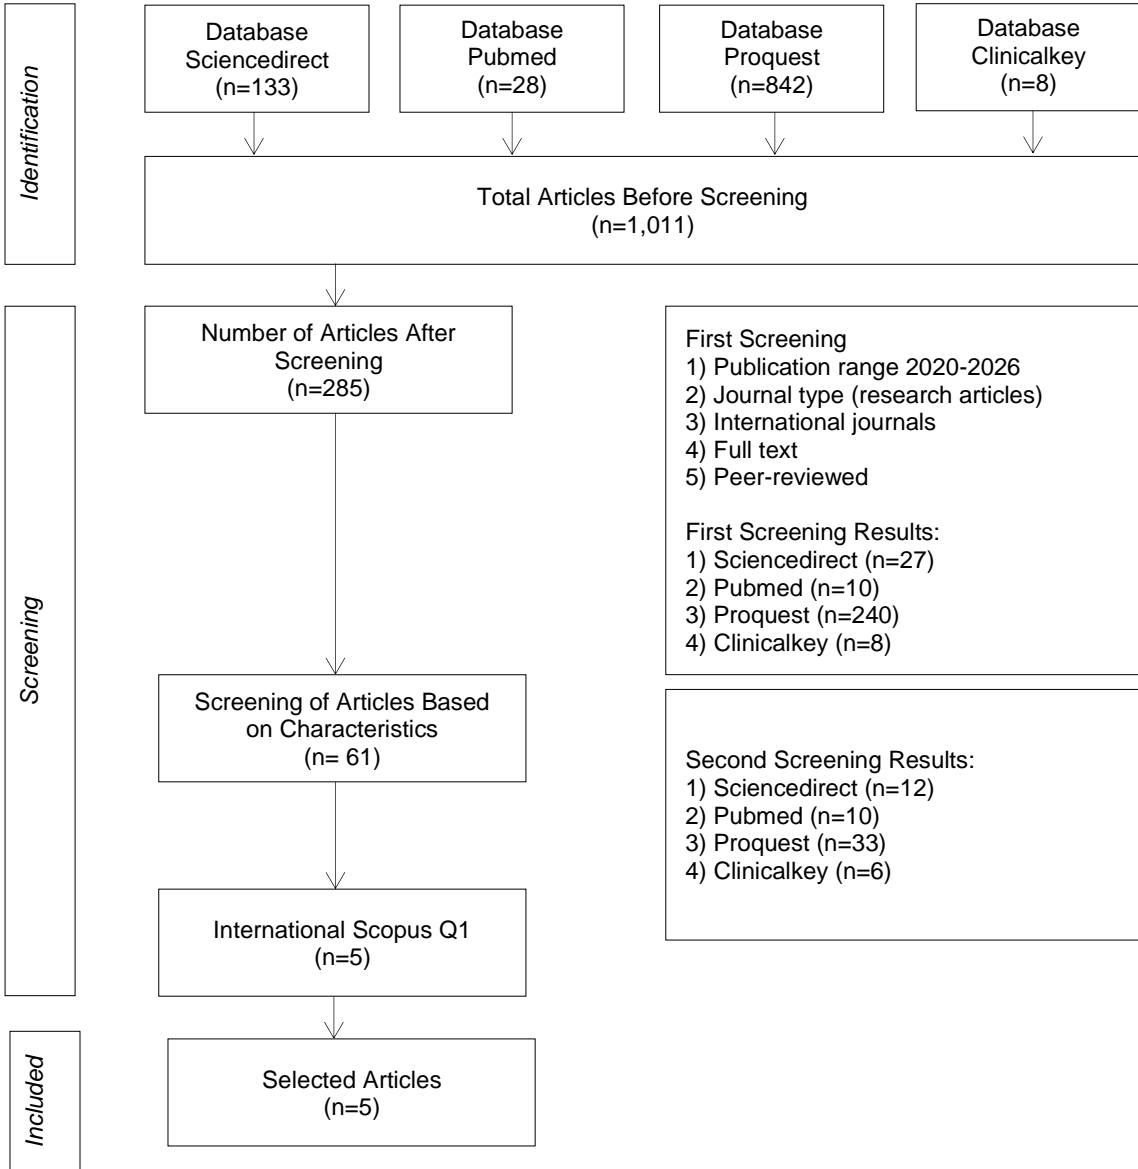 Identification
Database
Sciencedirect
(n=133)
Database
Pubmed
(n=28)
Database
Proquest
(n=842)
Database
Clinicalkey
(n=8)
Total Articles Before Screening
(n=1,011)
Screening
Number of Articles After
Screening
(n=285)
First Screening
1) Publication range 2020-2026
2) Journal type (research articles)
3) International journals
4) Full text
5) Peer-reviewed
First Screening Results:
1) Sciencedirect (n=27)
2) Pubmed (n=10)
3) Proquest (n=240)
4) Clinicalkey (n=8)
Screening of Articles Based
on Characteristics
(n= 61)
Second Screening Results:
1) Sciencedirect (n=12)
2) Pubmed (n=10)
3) Proquest (n=33)
4) Clinicalkey (n=6)
International Scopus Q1
(n=5)
Included
Selected Articles
(n=5)